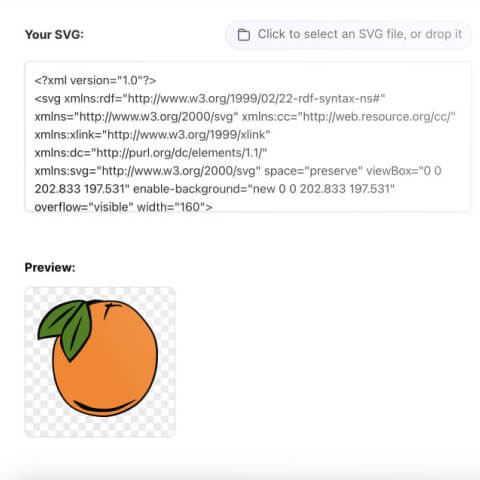 Your SVG:
Click to select an SVG file, or drop it
<?xml version="1.0"?>
<svg xmlns:rdf="http://www.w3.org/1999/02/22-rdf-syntax-ns#"
xmlns="http://www.w3.org/2000/svg" xmlns:cc="http://web.resource.org/cc/"
xmlns:xlink="http://www.w3.org/1999/xlink"
xmlns:dc="http://purl.org/dc/elements/1.1/"
xmlns:svg="http://www.w3.org/2000/svg" space="preserve" viewBox="0 0
202.833 197.531" enable-background="new 0 0 202.833 197.531"
overflow="visible" width="160">
Preview: